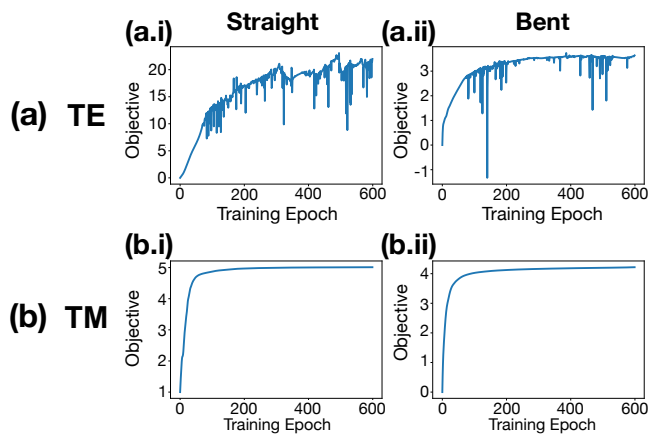 Straight
Bent
(a) TE
(a.i)
Objective
20
15
10
5
0
0 200 400 600
Training Epoch
(a.ii)
Objective
3
2
1
0
-1
0 200 400 600
Training Epoch
(b) TM
(b.i)
Objective
5
4
3
2
1
0 200 400 600
Training Epoch
(b.ii)
Objective
4
3
2
1
0
0 200 400 600
Training Epoch